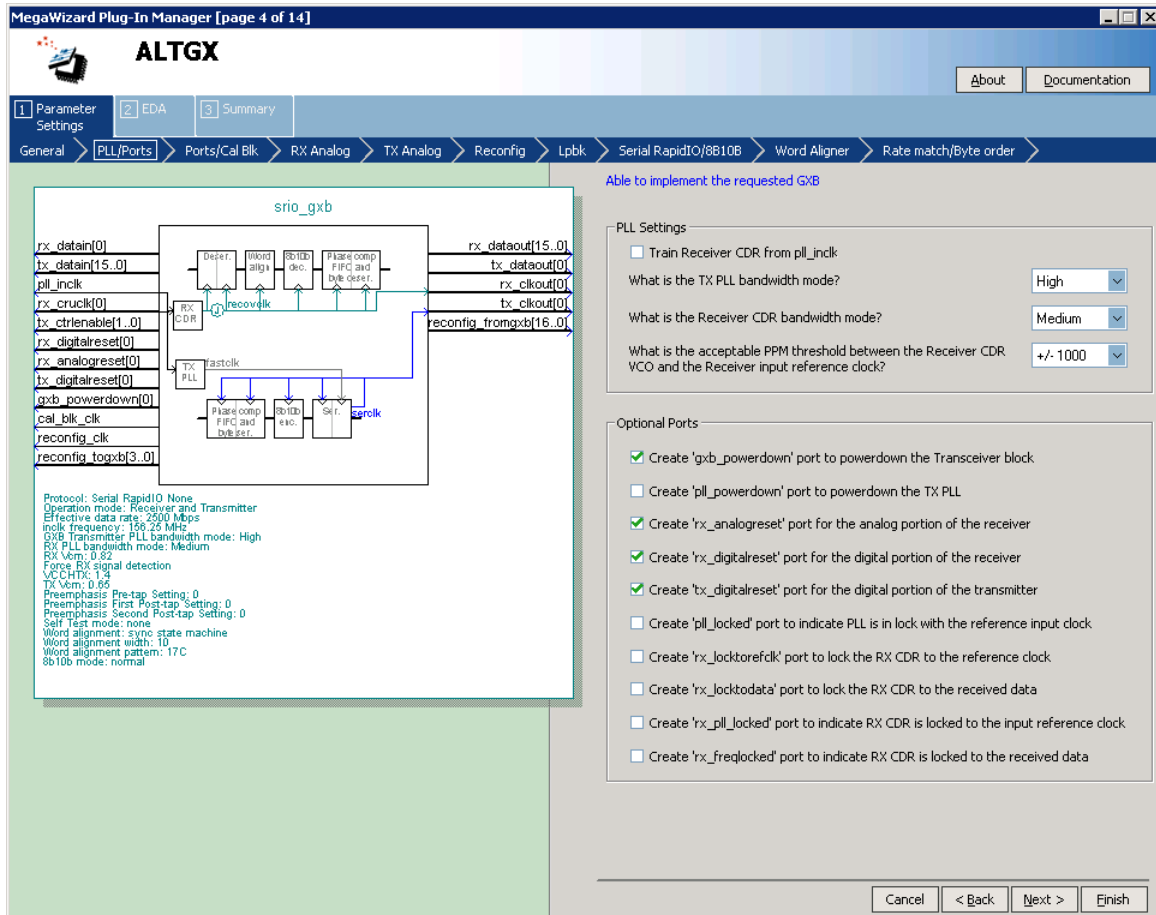 MegaWizard Plug-In Manager [page 4 of 14]
ALTGX
About
Documentation
1 Parameter Settings
2 EDA
3 Summary
General
PLL/Ports
Ports/Cal Blk
RX Analog
TX Analog
Reconfig
Lpbk
Serial RapidIO/8B10B
Word Aligner
Rate match/Byte order
srio_gxb
rx_datain[0]
tx_datain[15..0]
pll_inclk
rx_cruclk[0]
tx_ctrlenable[1..0]
rx_digitalreset[0]
rx_analogreset[0]
tx_digitalreset[0]
gxb_powerdown[0]
cal_blk_clk
reconfig_clk
reconfig_togxb[3..0]
Deser.
Word align
8b10b dec.
Phase comp FIFO and byte deser.
RX CDR
recovclk
TX PLL
fastclk
Phase comp FIFO and byte ser.
8b10b enc.
Ser.
serclk
rx_dataout[15..0]
tx_dataout[0]
rx_clkout[0]
tx_clkout[0]
reconfig_fromgxb[16..0]
Protocol: Serial RapidIO None
Operation mode: Receiver and Transmitter
Effective data rate: 2500 Mbps
inclk frequency: 156.25 MHz
GXB Transmitter PLL bandwidth mode: High
RX PLL bandwidth mode: Medium
RX Vcm: 0.82
Force RX signal detection
VCCHTX: 1.4
TX Vcm: 0.65
Preemphasis Pre-tap Setting: 0
Preemphasis First Post-tap Setting: 0
Preemphasis Second Post-tap Setting: 0
Self Test mode: none
Word alignment: sync state machine
Word alignment width: 10
Word alignment pattern: 17C
8b10b mode: normal
Able to implement the requested GXB
PLL Settings
Train Receiver CDR from pll_inclk
What is the TX PLL bandwidth mode? High
What is the Receiver CDR bandwidth mode? Medium
What is the acceptable PPM threshold between the Receiver CDR
VCO and the Receiver input reference clock? +/- 1000
Optional Ports
Create 'gxb_powerdown' port to powerdown the Transceiver block
Create 'pll_powerdown' port to powerdown the TX PLL
Create 'rx_analogreset' port for the analog portion of the receiver
Create 'rx_digitalreset' port for the digital portion of the receiver
Create 'tx_digitalreset' port for the digital portion of the transmitter
Create 'pll_locked' port to indicate PLL is in lock with the reference input clock
Create 'rx_locktorefclk' port to lock the RX CDR to the reference clock
Create 'rx_locktodata' port to lock the RX CDR to the received data
Create 'rx_pll_locked' port to indicate RX CDR is locked to the input reference clock
Create 'rx_freqlocked' port to indicate RX CDR is locked to the received data
Cancel
< Back
Next >
Finish